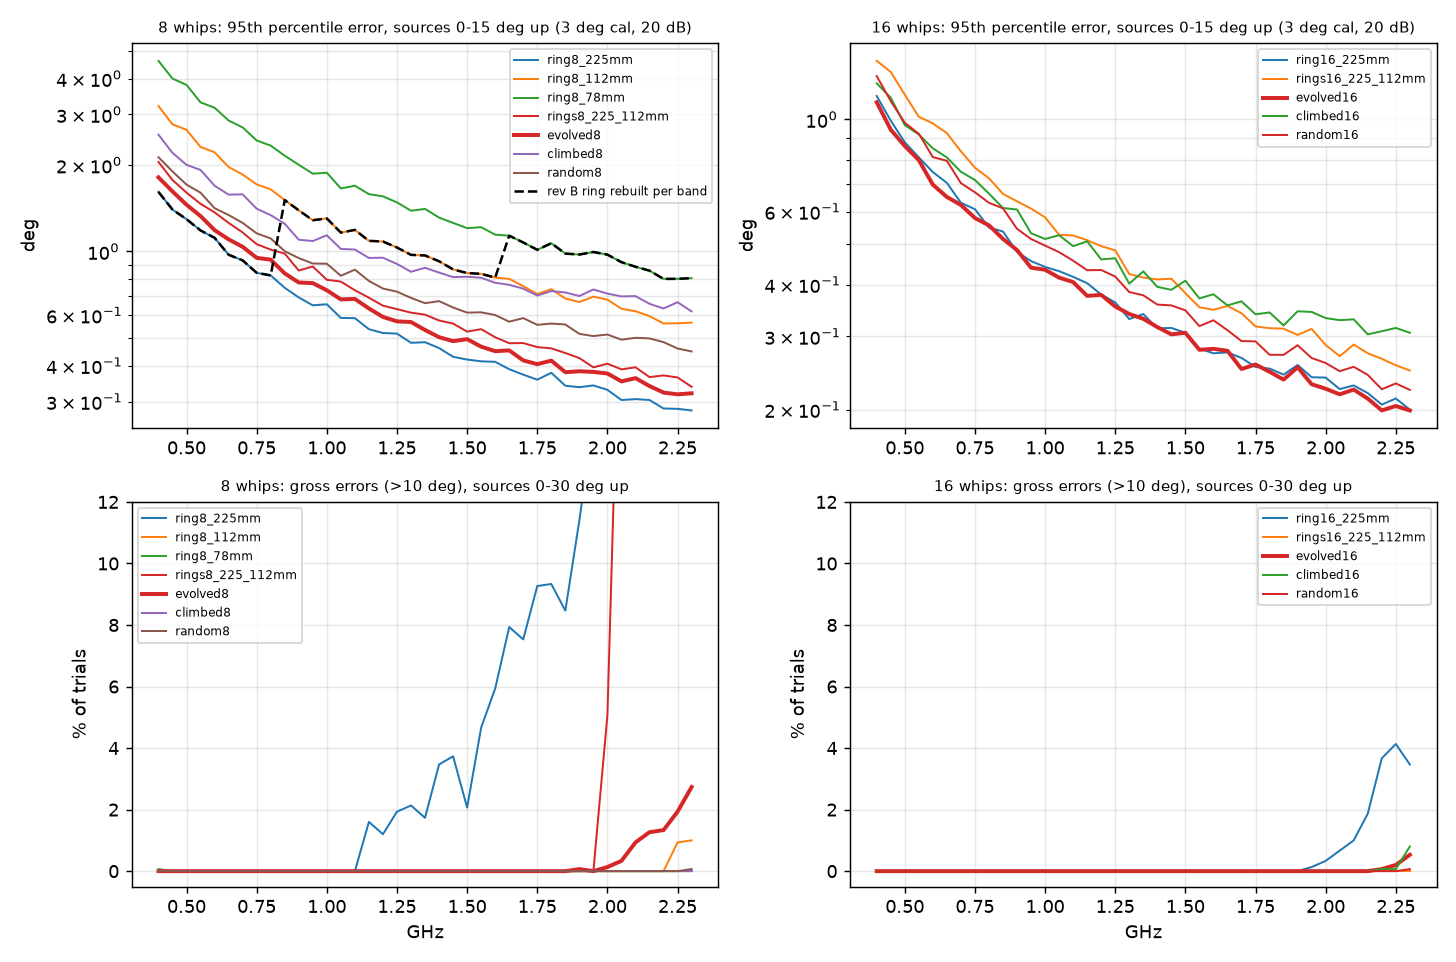 8 whips: 95th percentile error, sources 0-15 deg up (3 deg cal, 20 dB)
deg
4 × 10⁰
3 × 10⁰
2 × 10⁰
10⁰
6 × 10⁻¹
4 × 10⁻¹
3 × 10⁻¹
ring8_225mm
ring8_112mm
ring8_78mm
rings8_225_112mm
evolved8
climbed8
random8
rev B ring rebuilt per band
0.50 0.75 1.00 1.25 1.50 1.75 2.00 2.25
16 whips: 95th percentile error, sources 0-15 deg up (3 deg cal, 20 dB)
deg
10⁰
6 × 10⁻¹
4 × 10⁻¹
3 × 10⁻¹
2 × 10⁻¹
ring16_225mm
rings16_225_112mm
evolved16
climbed16
random16
0.50 0.75 1.00 1.25 1.50 1.75 2.00 2.25
8 whips: gross errors (>10 deg), sources 0-30 deg up
% of trials
12
10
8
6
4
2
0
ring8_225mm
ring8_112mm
ring8_78mm
rings8_225_112mm
evolved8
climbed8
random8
0.50 0.75 1.00 1.25 1.50 1.75 2.00 2.25
GHz
16 whips: gross errors (>10 deg), sources 0-30 deg up
% of trials
12
10
8
6
4
2
0
ring16_225mm
rings16_225_112mm
evolved16
climbed16
random16
0.50 0.75 1.00 1.25 1.50 1.75 2.00 2.25
GHz